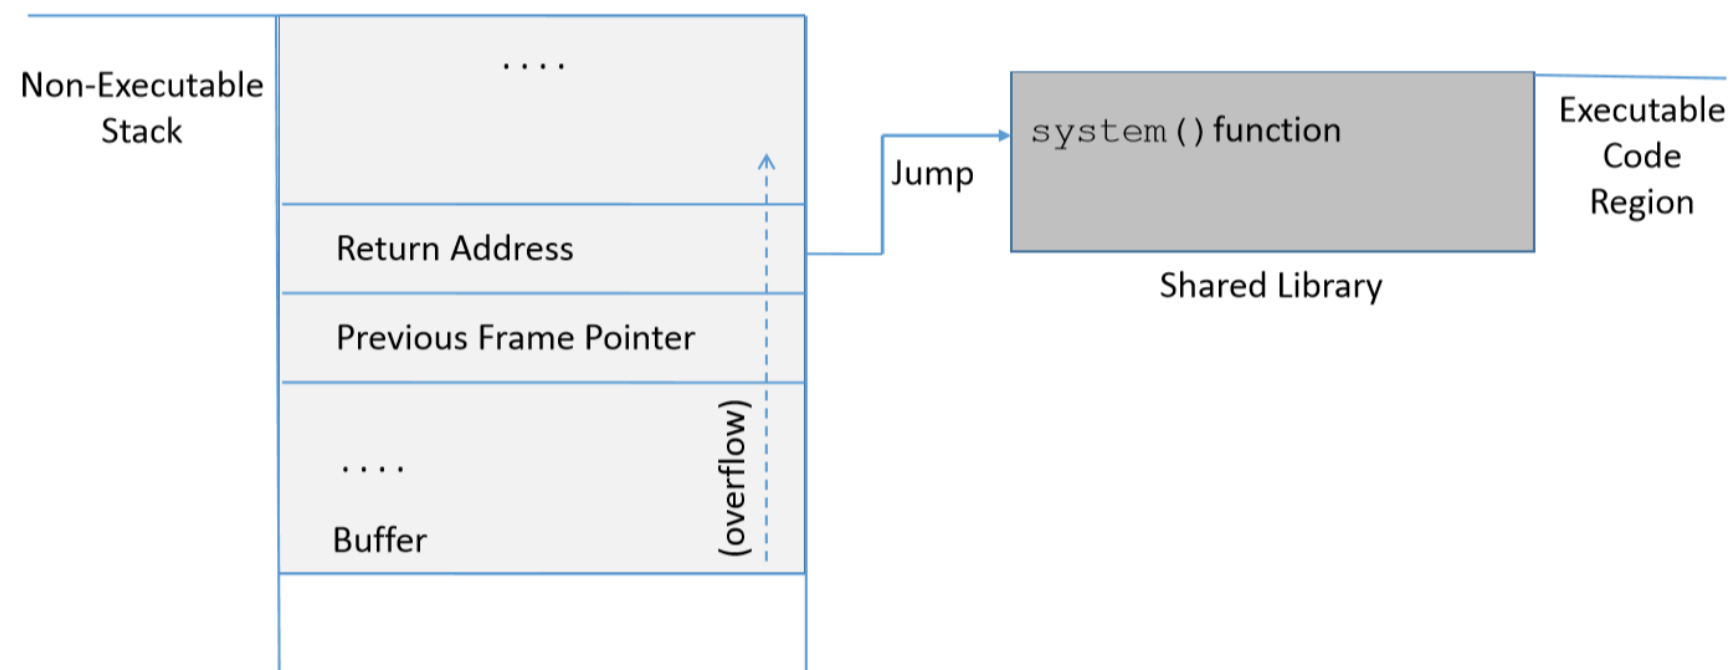 Non-Executable
Stack
....
Return Address
Previous Frame Pointer
....
Buffer
(overflow)
Jump
system() function
Shared Library
Executable
Code
Region